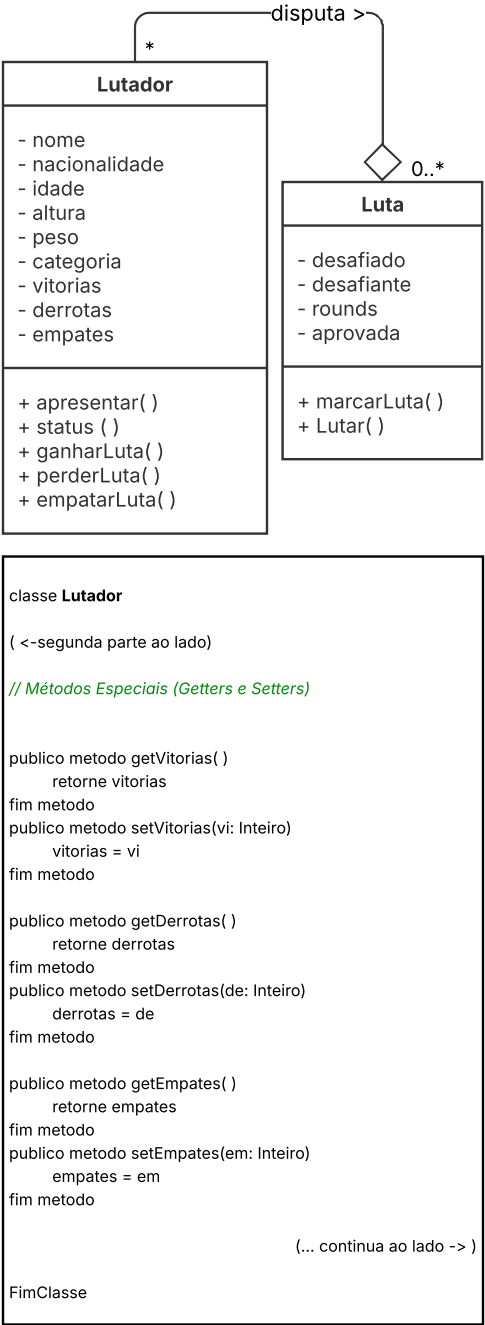 disputa >
*
Lutador
- nome
- nacionalidade
- idade
- altura
- peso
- categoria
- vitorias
- derrotas
- empates
+ apresentar( )
+ status ( )
+ ganharLuta( )
+ perderLuta( )
+ empatarLuta( )
0..*
Luta
- desafiado
- desafiante
- rounds
- aprovada
+ marcarLuta( )
+ Lutar( )
classe Lutador
( <-segunda parte ao lado)
// Métodos Especiais (Getters e Setters)
publico metodo getVitorias( )
retorne vitorias
fim metodo
publico metodo setVitorias(vi: Inteiro)
vitorias = vi
fim metodo
publico metodo getDerrotas( )
retorne derrotas
fim metodo
publico metodo setDerrotas(de: Inteiro)
derrotas = de
fim metodo
publico metodo getEmpates( )
retorne empates
fim metodo
publico metodo setEmpates(em: Inteiro)
empates = em
fim metodo
(... continua ao lado -> )
FimClasse